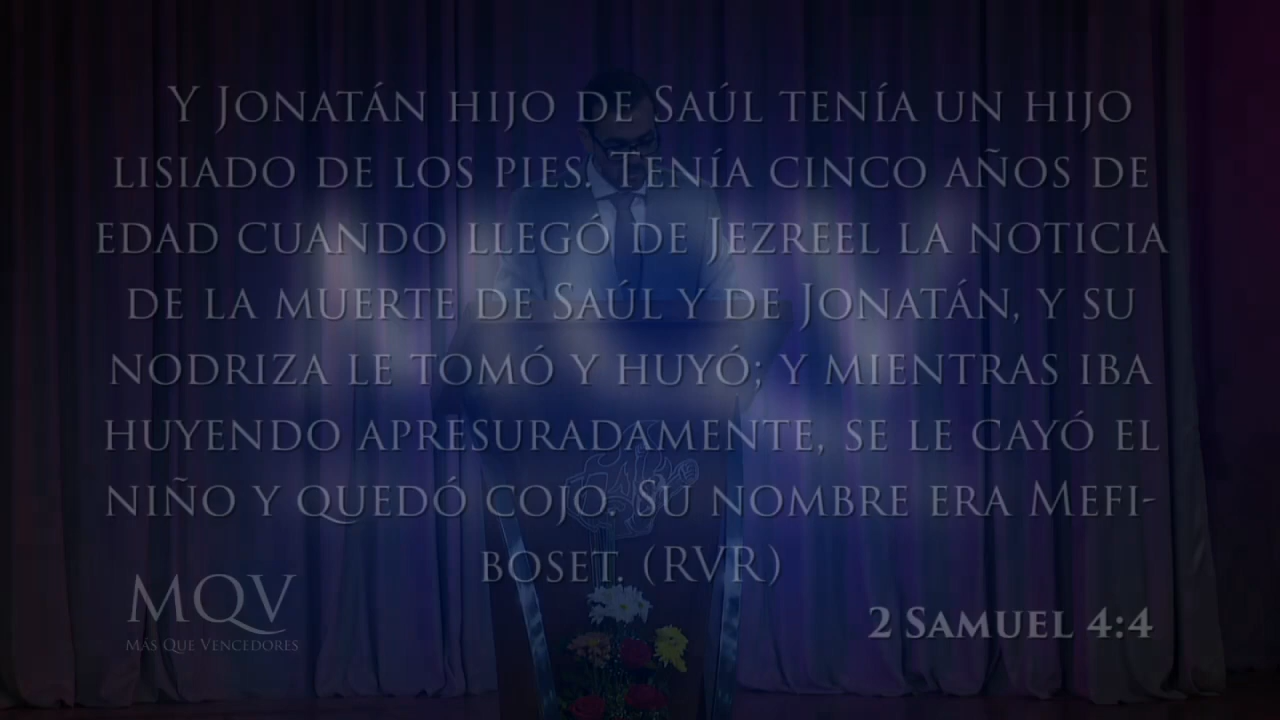 Y Jonatán hijo de Saúl tenía un hijo
lisiado de los pies. Tenía cinco años de
edad cuando llegó de Jezreel la noticia
de la muerte de Saúl y de Jonatán, y su
nodriza le tomó y huyó; y mientras iba
huyendo apresuradamente, se le cayó el
niño y quedó cojo. Su nombre era Mefi-
boset. (RVR)
2 Samuel 4:4
MQV
Más Que Vencedores